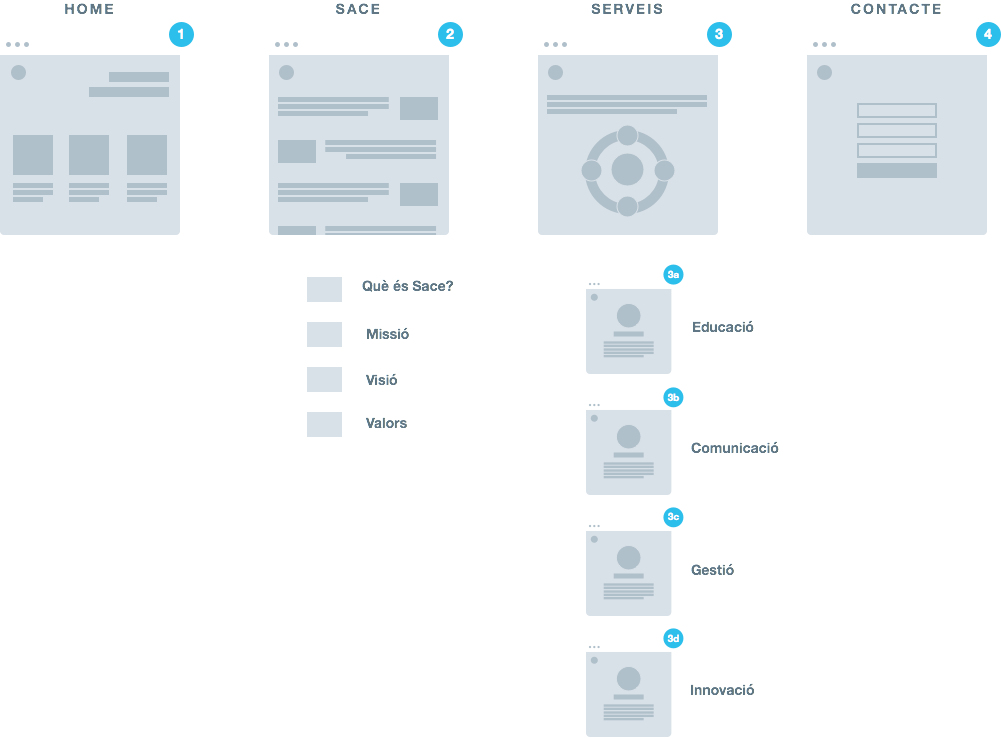 HOME
SACE
SERVEIS
CONTACTE
1
2
3
4
Què és Sace?
Missió
Visió
Valors
3a
Educació
3b
Comunicació
3c
Gestió
3d
Innovació